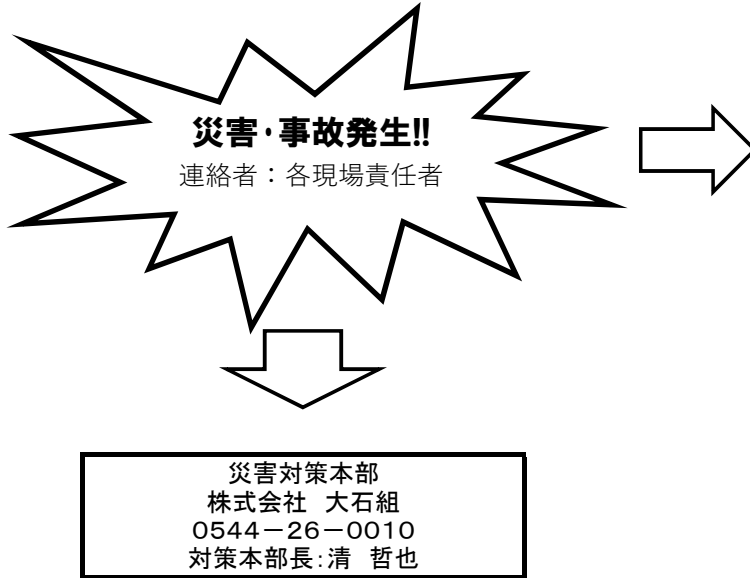 災害・事故発生!!
連絡者：各現場責任者
災害対策本部
株式会社　大石組
０５４４－２６－００１０
対策本部長：清　哲也